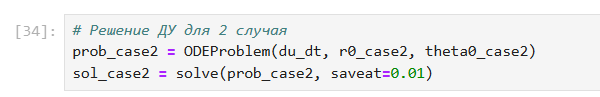 [34]: # Решение ДУ для 2 случая
prob_case2 = ODEProblem(du_dt, r0_case2, theta0_case2)
sol_case2 = solve(prob_case2, saveat=0.01)